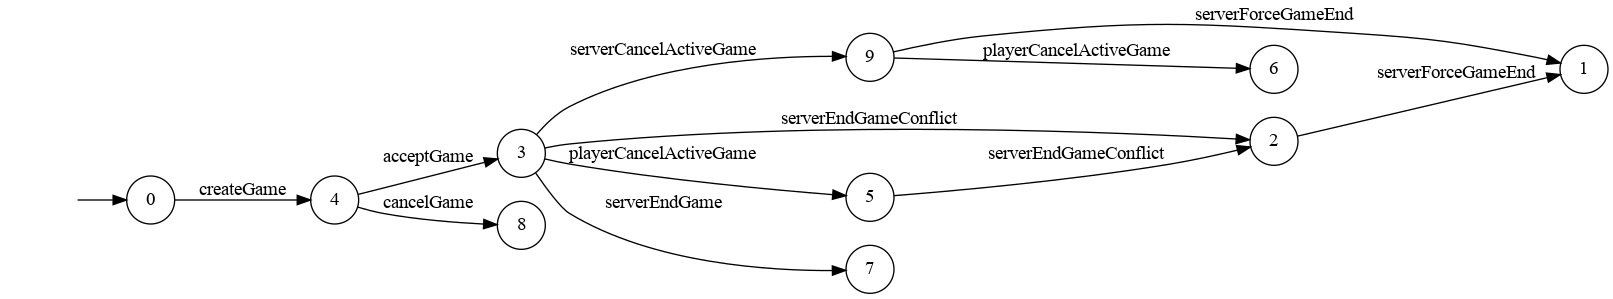 serverForceGameEnd
serverCancelActiveGame
playerCancelActiveGame
9
6
1
serverForceGameEnd
serverEndGameConflict
2
acceptGame
3
playerCancelActiveGame
serverEndGameConflict
createGame
0
4
cancelGame
5
serverEndGame
8
7